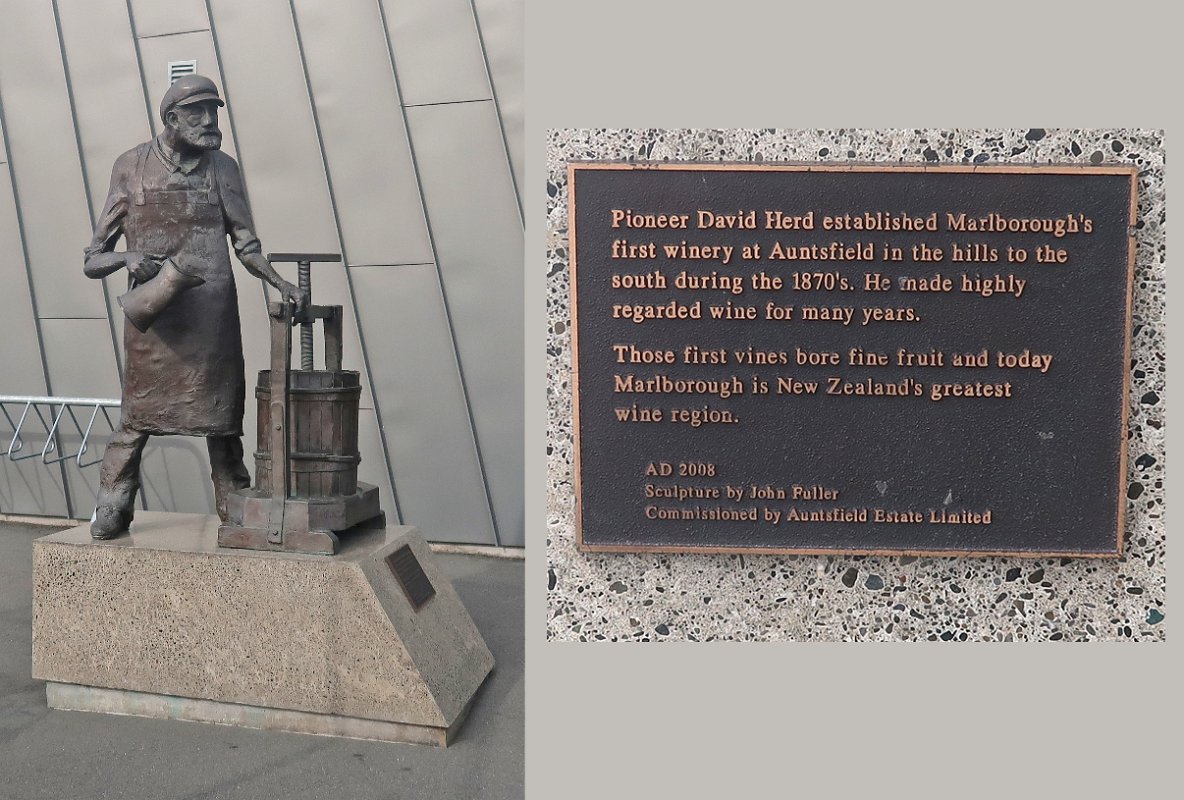 Pioneer David Herd established Marlborough's
first winery at Auntsfield in the hills to the
south during the 1870's. He made highly
regarded wine for many years.
Those first vines bore fine fruit and today
Marlborough is New Zealand's greatest
wine region.
AD 2008
Sculpture by John Fuller
Commissioned by Auntsfield Estate Limited